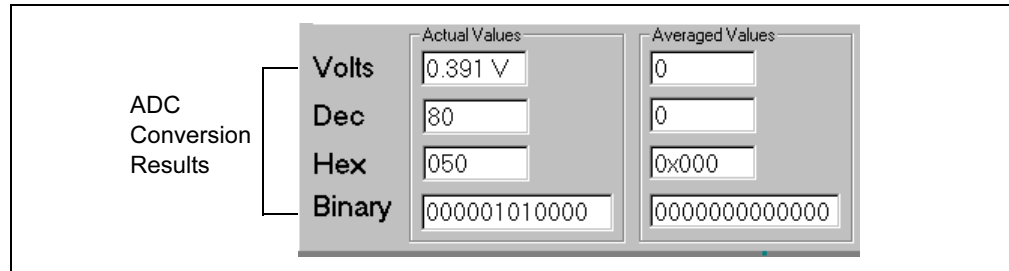 Actual Values Averaged Values
Volts 0.391 V 0
ADC
Conversion
Results
Dec 80 0
Hex 050 0x000
Binary 000001010000 0000000000000